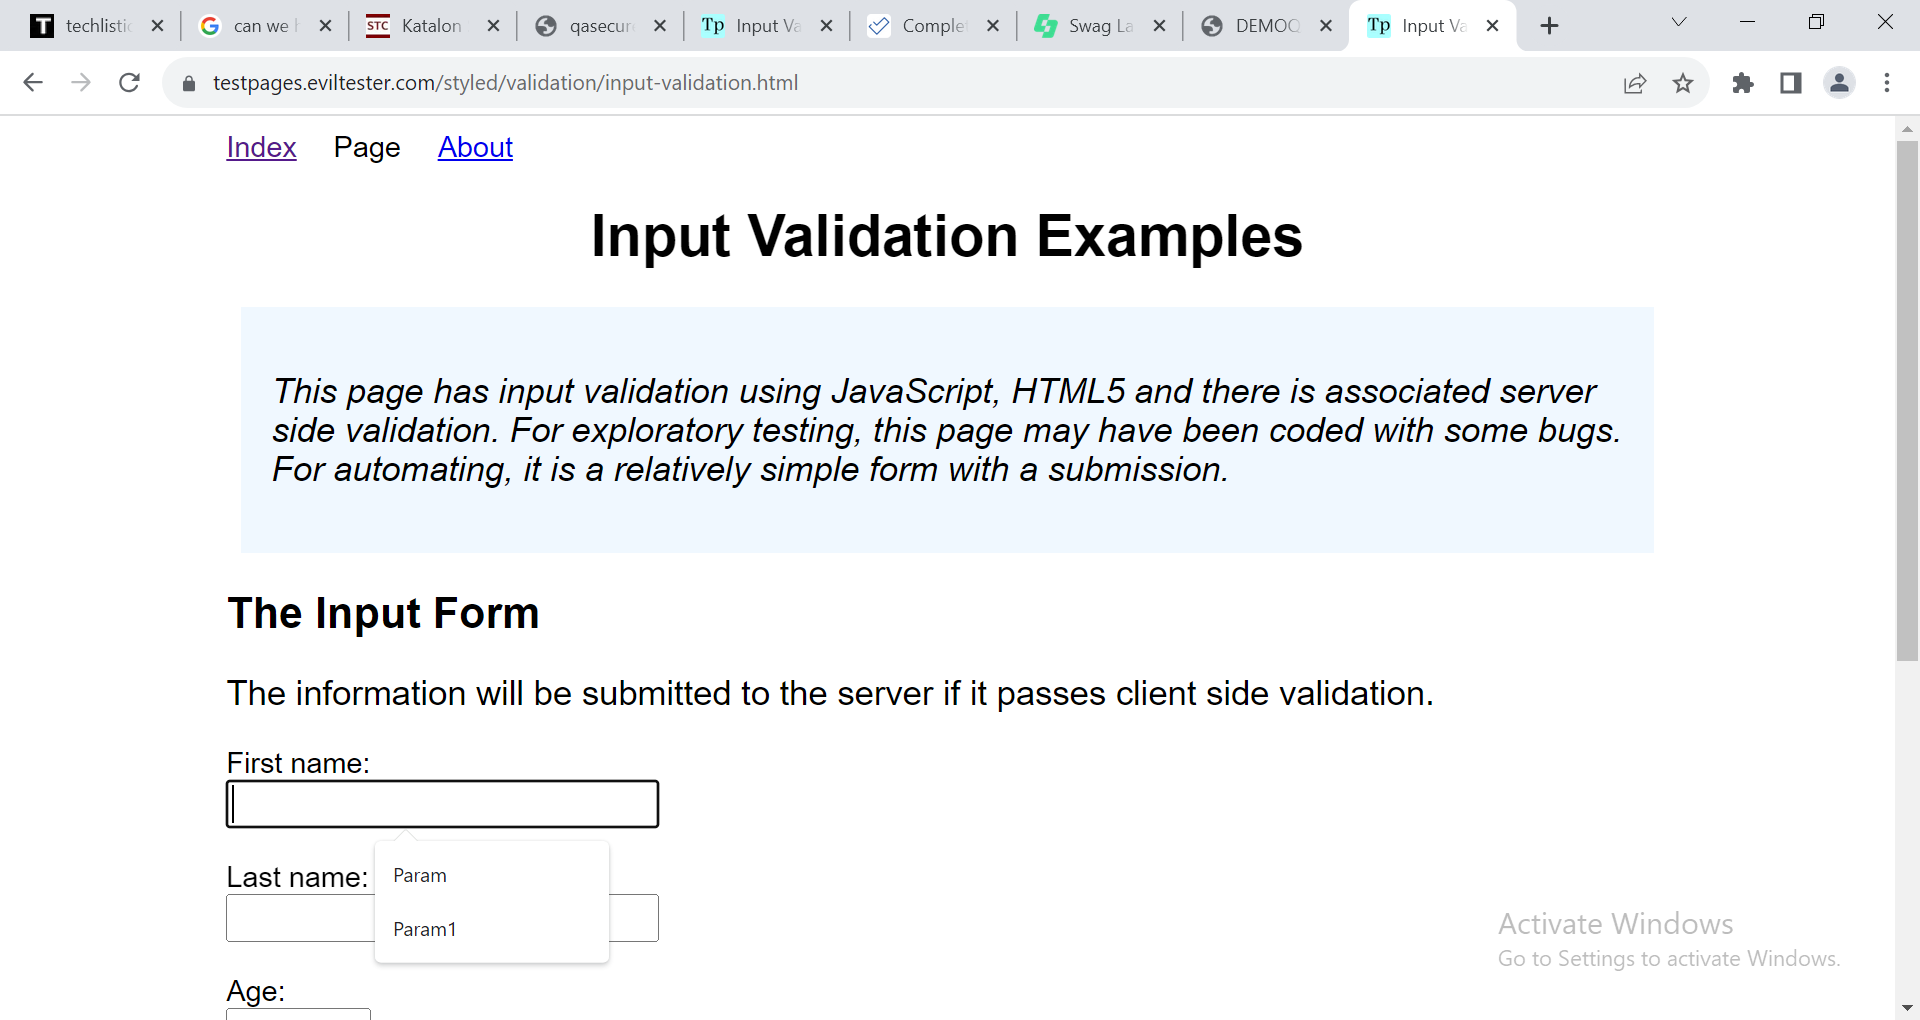 techlistic
can we h
STC Katalon
qasecure
Tp Input Va
Complet
Swag La
DEMOQ
Tp Input Va
testpages.eviltester.com/styled/validation/input-validation.html
Index Page About
Input Validation Examples
This page has input validation using JavaScript, HTML5 and there is associated server
side validation. For exploratory testing, this page may have been coded with some bugs.
For automating, it is a relatively simple form with a submission.
The Input Form
The information will be submitted to the server if it passes client side validation.
First name:
Last name:
Param
Param1
Age:
Activate Windows
Go to Settings to activate Windows.